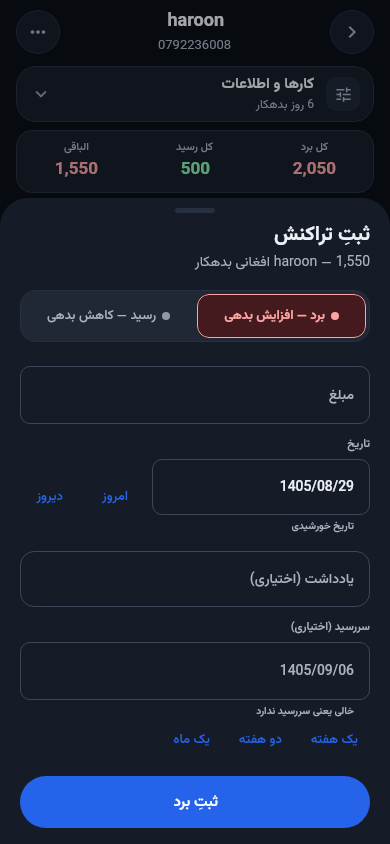 haroon
0792236008
کارها و اطلاعات
6 روز بدهکار
کل برد
کل رسید
الباقی
2,050
500
1,550
ثبتِ تراکنش
haroon — 1,550 افغانی بدهکار
برد — افزایش بدهی
رسید — کاهش بدهی
مبلغ
تاریخ
1405/08/29
امروز
دیروز
تاریخ خورشیدی
یادداشت (اختیاری)
سررسید (اختیاری)
1405/09/06
خالی یعنی سررسید ندارد
یک هفته
دو هفته
یک ماه
ثبتِ برد